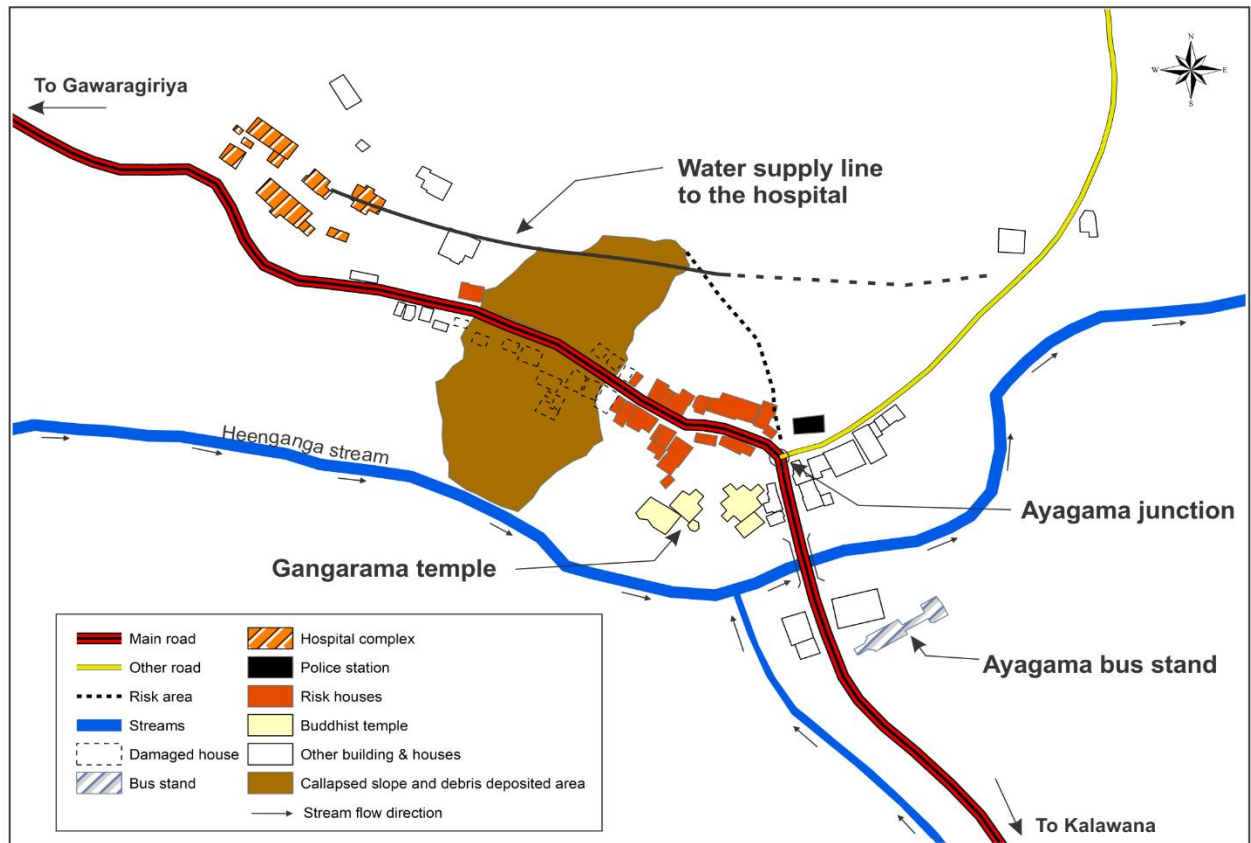 To Gawaragiriya
N
W
E
S
Water supply line
to the hospital
Heenganga stream
Ayagama junction
Gangarama temple
Ayagama bus stand
To Kalawana
Main road
Other road
Risk area
Streams
Damaged house
Bus stand
Hospital complex
Police station
Risk houses
Buddhist temple
Other building & houses
Callapsed slope and debris deposited area
Stream flow direction